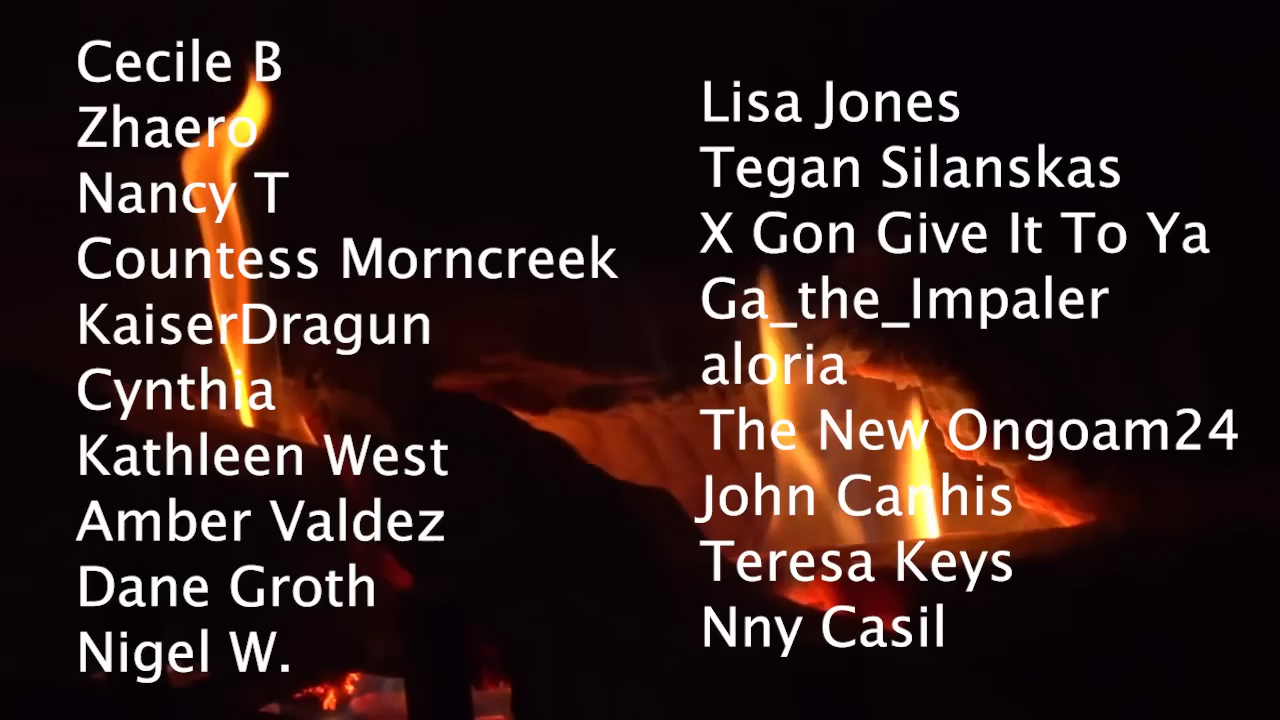 Cecile B
Zhaero
Nancy T
Countess Morncreek
KaiserDragun
Cynthia
Kathleen West
Amber Valdez
Dane Groth
Nigel W.
Lisa Jones
Tegan Silanskas
X Gon Give It To Ya
Ga_the_Impaler
aloria
The New Ongoam24
John Canhis
Teresa Keys
Nny Casil